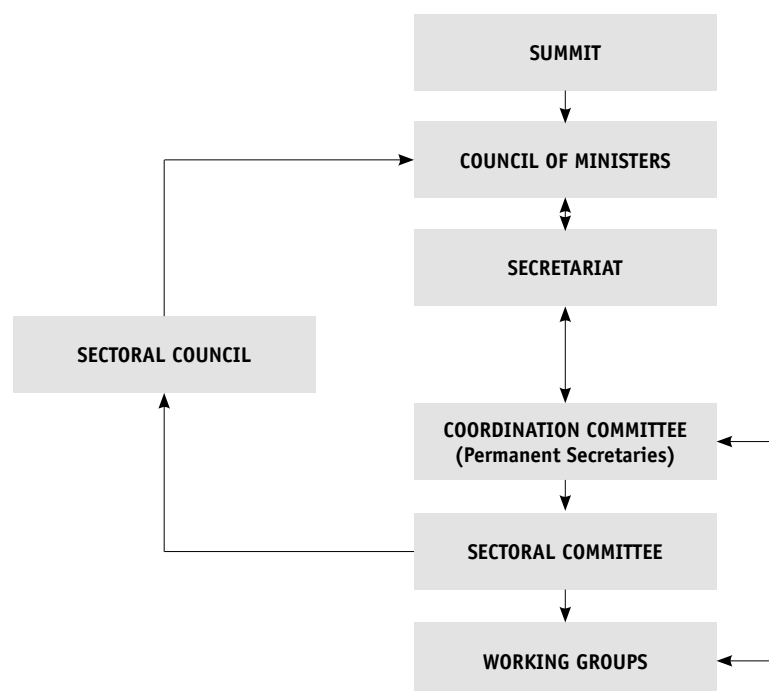 SUMMIT
COUNCIL OF MINISTERS
SECRETARIAT
SECTORAL COUNCIL
COORDINATION COMMITTEE
(Permanent Secretaries)
SECTORAL COMMITTEE
WORKING GROUPS